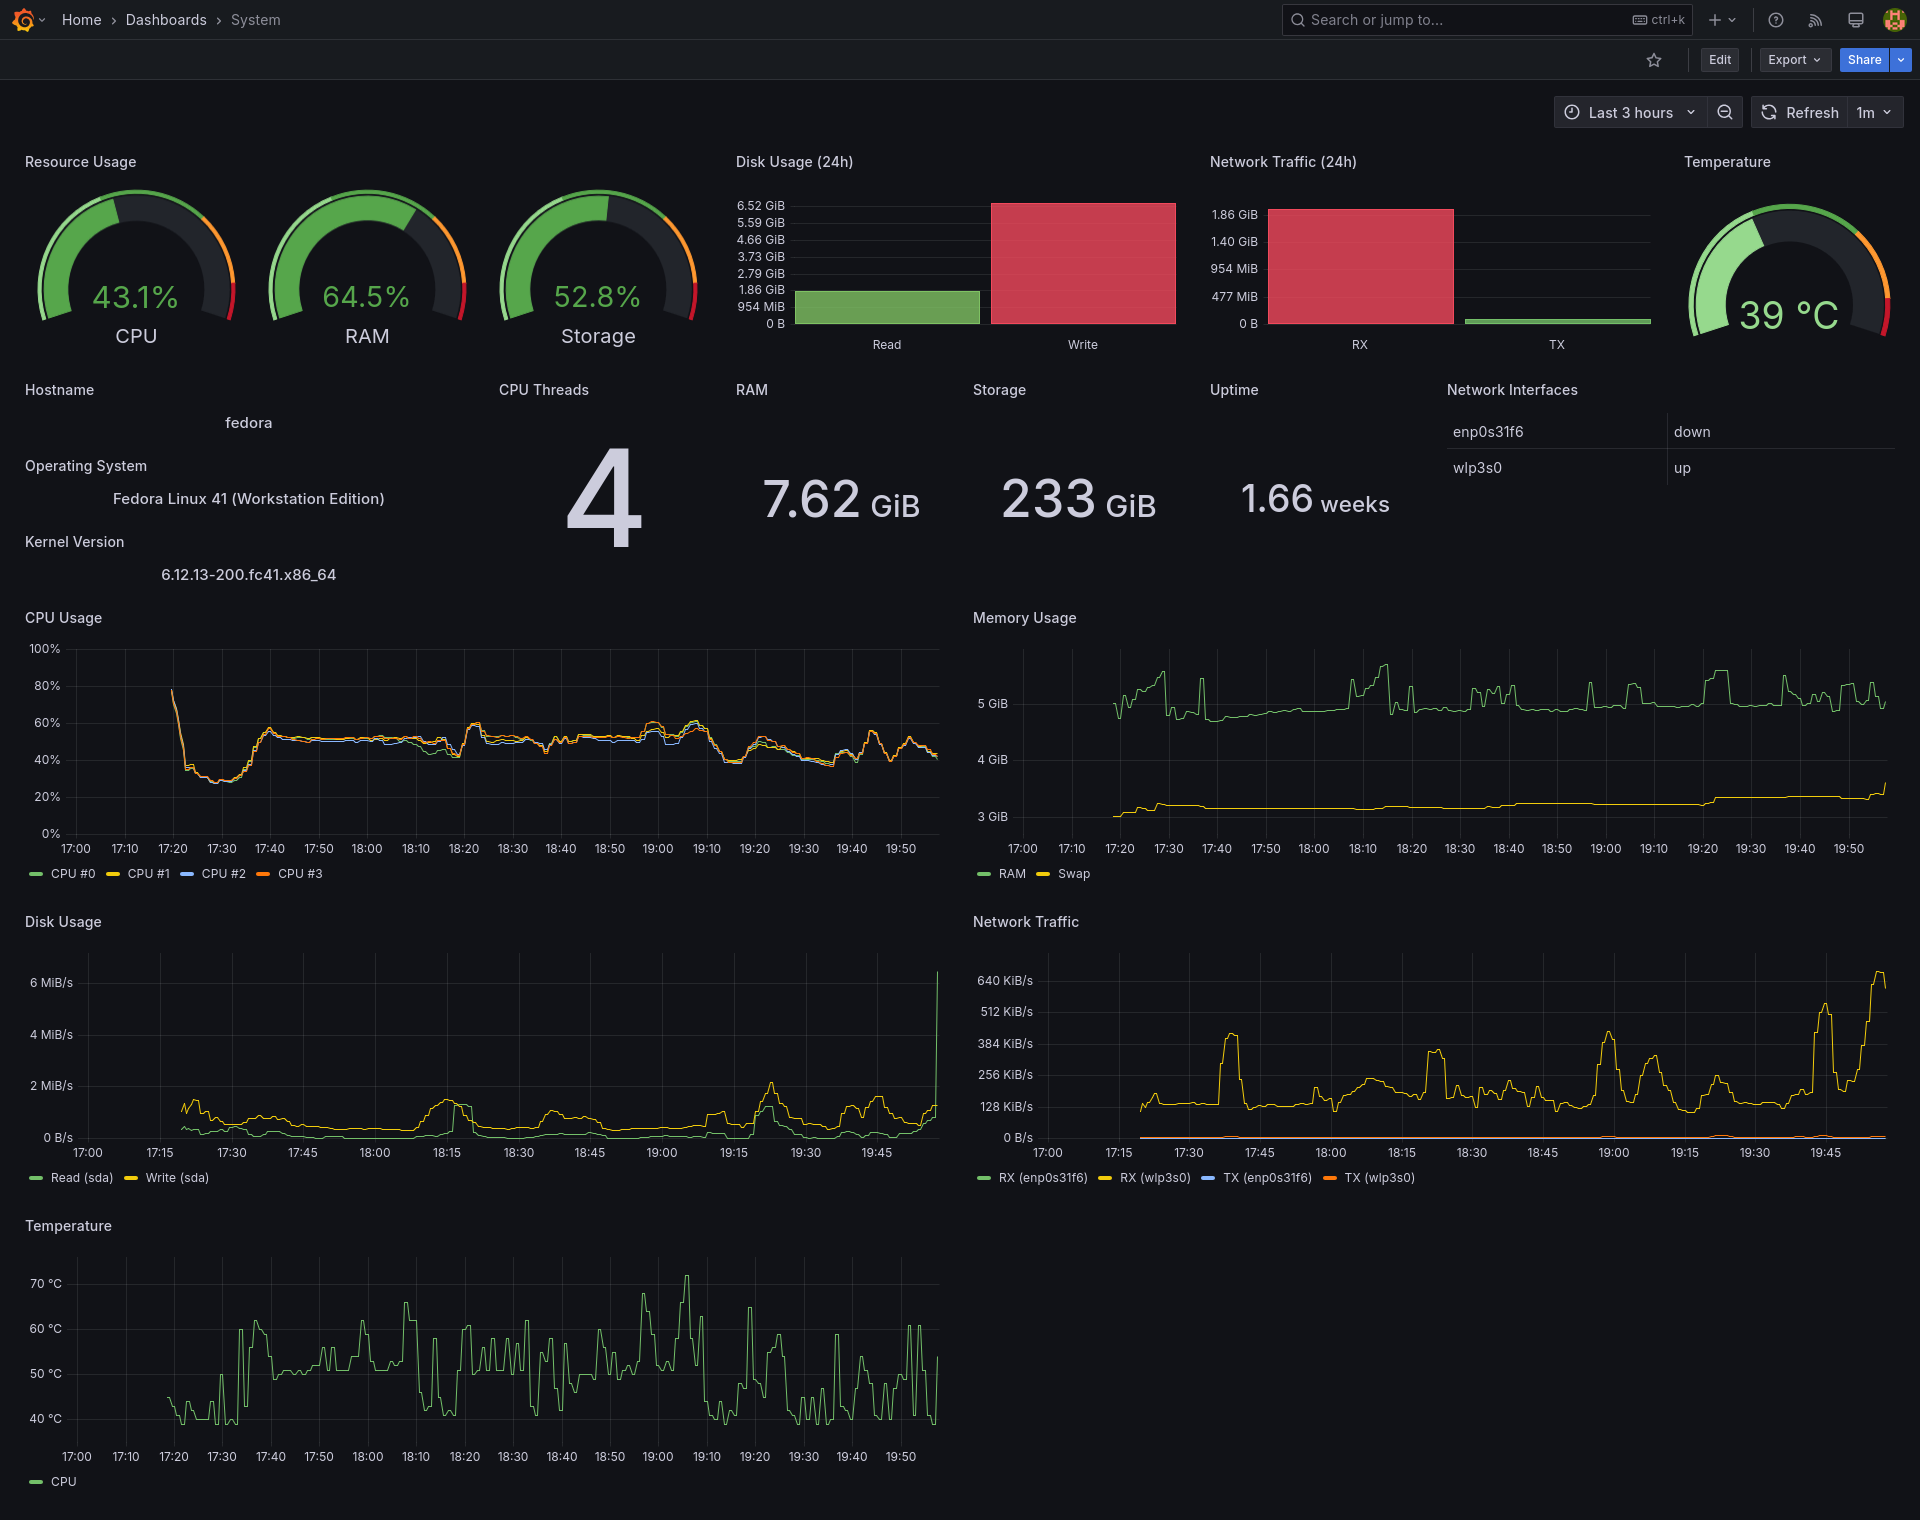 Home › Dashboards › System
Search or jump to...
ctrl+k
Edit
Export
Share
Last 3 hours
Refresh
1m
Resource Usage
43.1%
CPU
64.5%
RAM
52.8%
Storage
Disk Usage (24h)
6.52 GiB
5.59 GiB
4.66 GiB
3.73 GiB
2.79 GiB
1.86 GiB
954 MiB
0 B
Read
Write
Network Traffic (24h)
1.86 GiB
1.40 GiB
954 MiB
477 MiB
0 B
RX
TX
Temperature
39 °C
Hostname
fedora
Operating System
Fedora Linux 41 (Workstation Edition)
Kernel Version
6.12.13-200.fc41.x86_64
CPU Threads
4
RAM
7.62 GiB
Storage
233 GiB
Uptime
1.66 weeks
Network Interfaces
enp0s31f6 down
wlp3s0 up
CPU Usage
100%
80%
60%
40%
20%
0%
17:00 17:10 17:20 17:30 17:40 17:50 18:00 18:10 18:20 18:30 18:40 18:50 19:00 19:10 19:20 19:30 19:40 19:50
CPU #0 CPU #1 CPU #2 CPU #3
Memory Usage
5 GiB
4 GiB
3 GiB
17:00 17:10 17:20 17:30 17:40 17:50 18:00 18:10 18:20 18:30 18:40 18:50 19:00 19:10 19:20 19:30 19:40 19:50
RAM Swap
Disk Usage
6 MiB/s
4 MiB/s
2 MiB/s
0 B/s
17:00 17:15 17:30 17:45 18:00 18:15 18:30 18:45 19:00 19:15 19:30 19:45
Read (sda) Write (sda)
Network Traffic
640 KiB/s
512 KiB/s
384 KiB/s
256 KiB/s
128 KiB/s
0 B/s
17:00 17:15 17:30 17:45 18:00 18:15 18:30 18:45 19:00 19:15 19:30 19:45
RX (enp0s31f6) RX (wlp3s0) TX (enp0s31f6) TX (wlp3s0)
Temperature
70 °C
60 °C
50 °C
40 °C
17:00 17:10 17:20 17:30 17:40 17:50 18:00 18:10 18:20 18:30 18:40 18:50 19:00 19:10 19:20 19:30 19:40 19:50
CPU